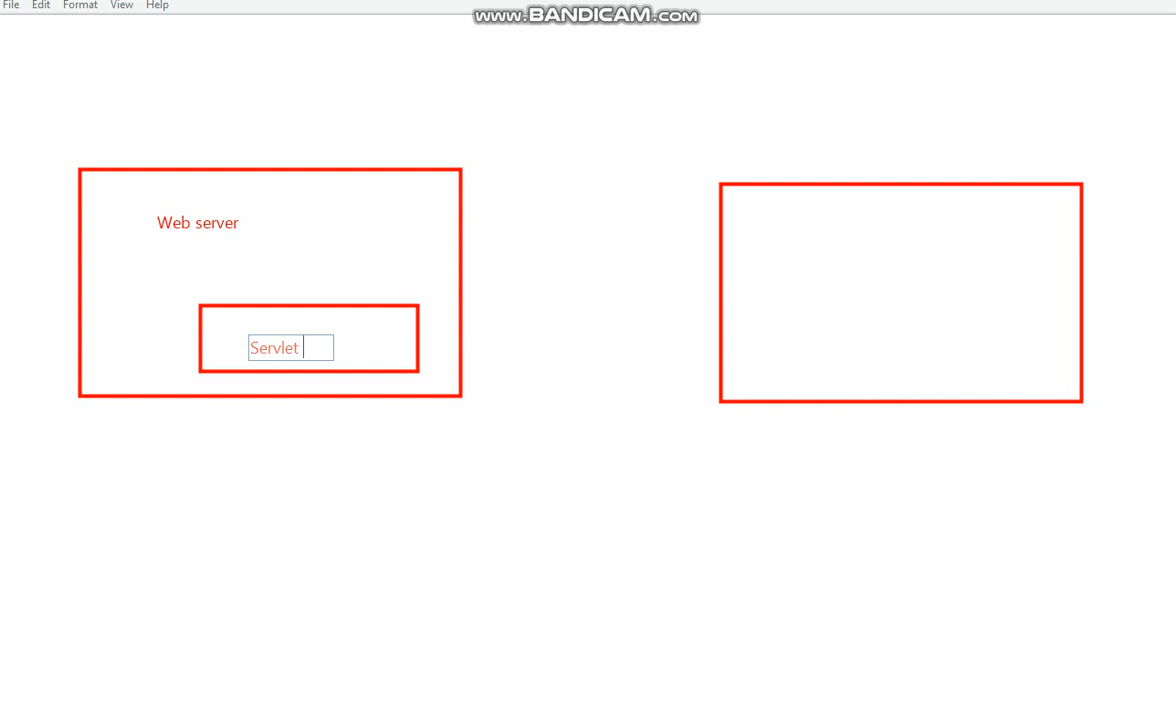 File Edit Format View Help
www.BANDICAM.com
Web server
Servlet